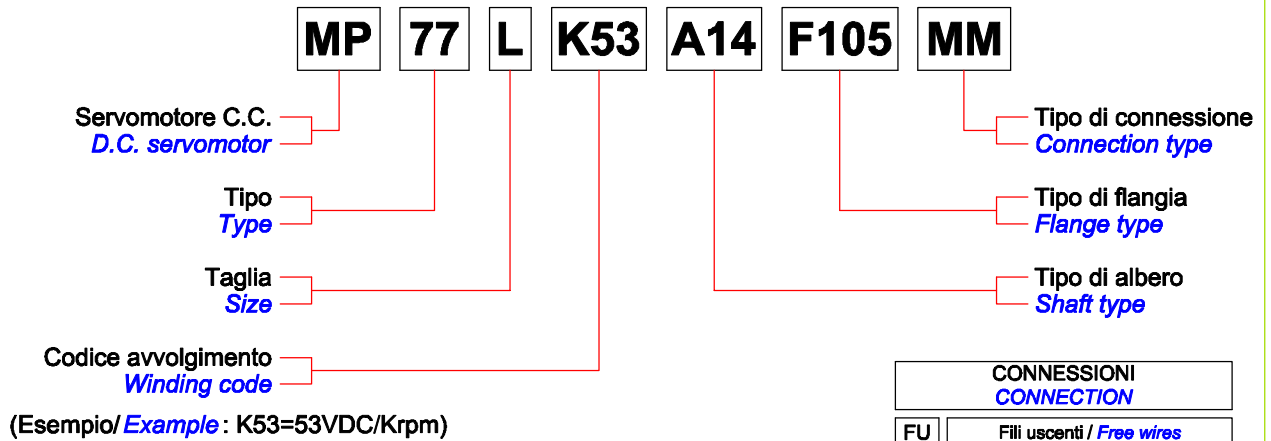 MP 77 L K53 A14 F105 MM
Servomotore C.C.
D.C. servomotor
Tipo
Type
Taglia
Size
Codice avvolgimento
Winding code
(Esempio/Example: K53=53VDC/Krpm)
Tipo di connessione
Connection type
Tipo di flangia
Flange type
Tipo di albero
Shaft type
CONNESSIONI
CONNECTION
FU Fili uscenti / Free wires